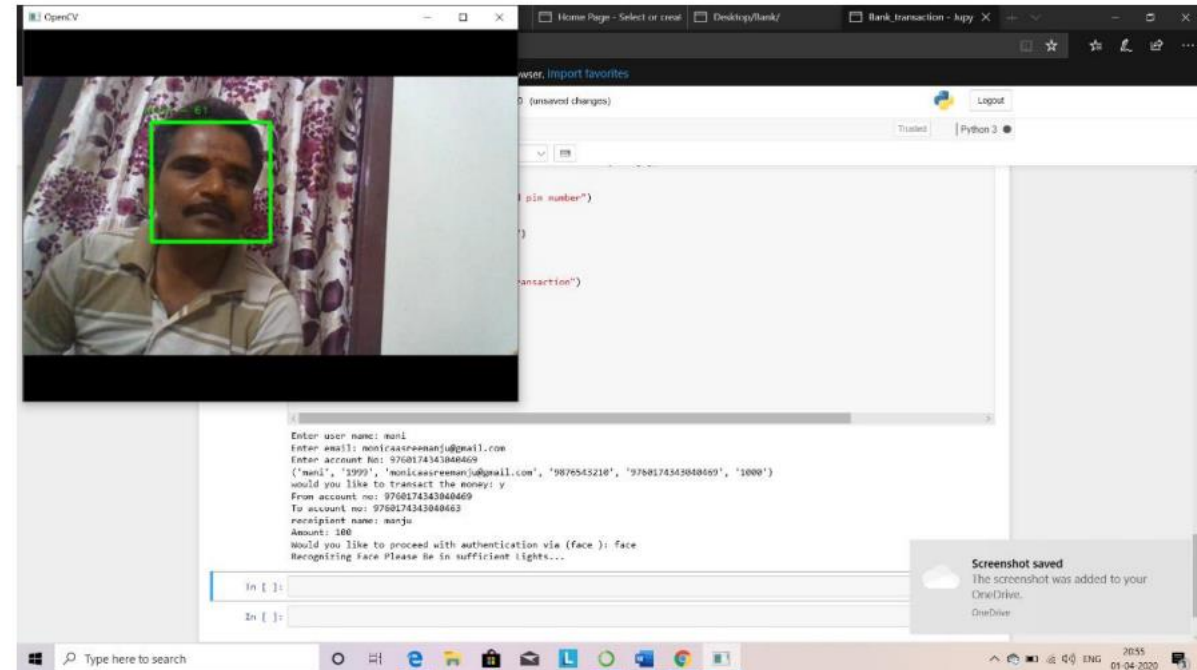 OpenCV
Home Page - Select or creat
Desktop/Bank/
Bank_transaction - Jupy
wser. Import favorites
(unsaved changes)
Logout
Trusted
Python 3
61
pin number")
")
ansartion")
Enter user name: mani
Enter email: monicaasreemanju@gmail.com
Enter account No: 9760174343040469
('mani', '1999', 'monicaasreemanju@gmail.com', '9876543210', '9760174343040469', '1000')
would you like to transact the money: y
From account no: 9760174343040469
To account no: 9760174343040463
receipient name: manju
Amount: 100
Would you like to proceed with authentication via (face ): face
Recognizing Face Please Be in sufficient Lights...
In [ ]:
In [ ]:
Screenshot saved
The screenshot was added to your
OneDrive.
OneDrive
Type here to search
ENG
20:55
01-04-2020